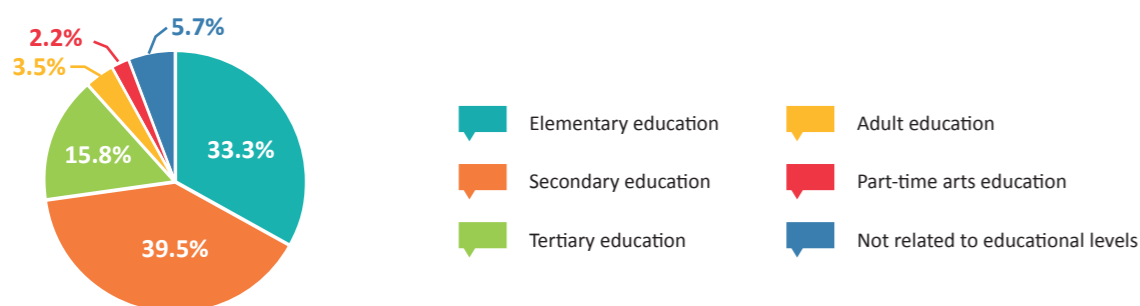 5.7%
2.2%
3.5%
15.8%
33.3%
39.5%
Elementary education
Secondary education
Tertiary education
Adult education
Part-time arts education
Not related to educational levels